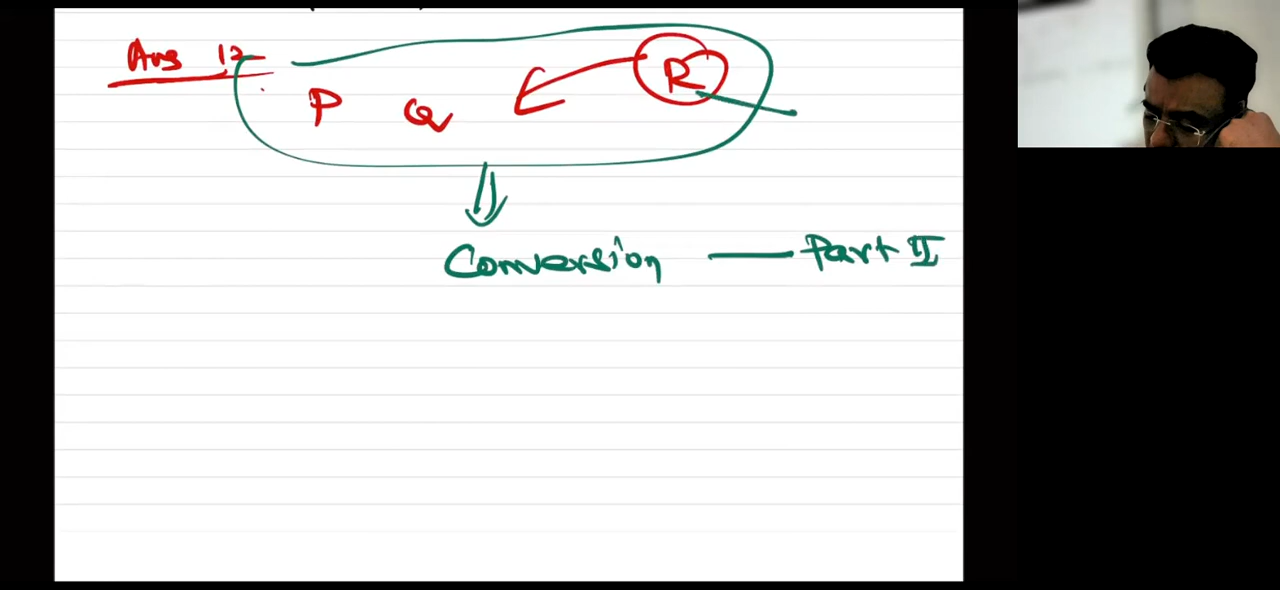 Ans 12
P Q R
Conversion — Part II